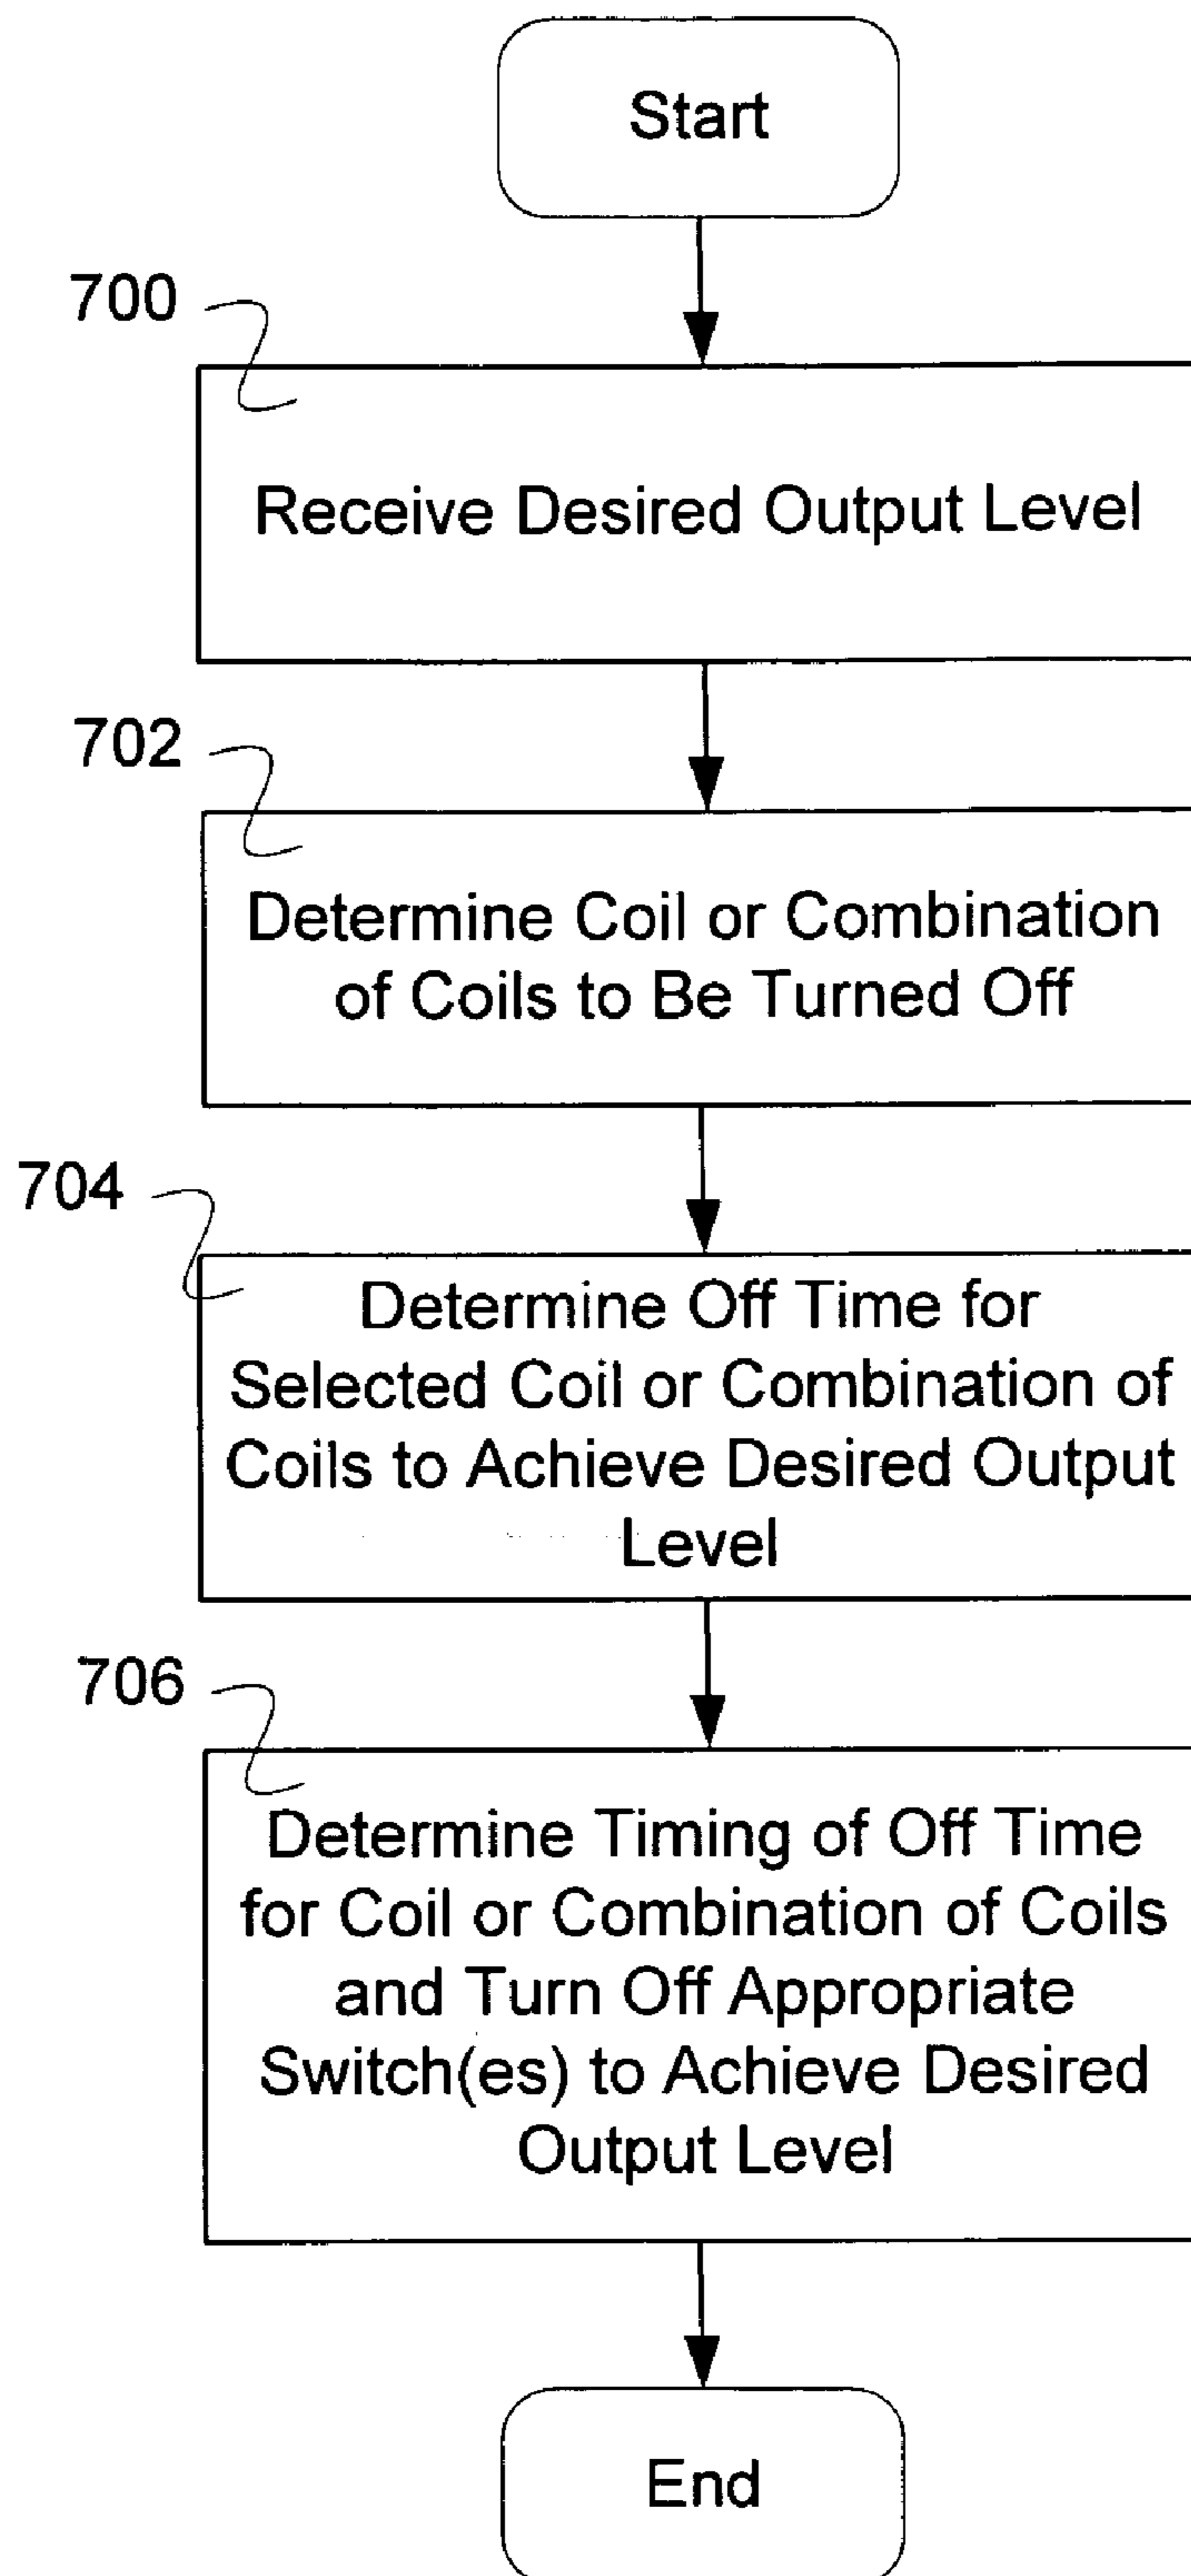 Start
700
Receive Desired Output Level
702
Determine Coil or Combination
of Coils to Be Turned Off
704
Determine Off Time for
Selected Coil or Combination of
Coils to Achieve Desired Output
Level
706
Determine Timing of Off Time
for Coil or Combination of Coils
and Turn Off Appropriate
Switch(es) to Achieve Desired
Output Level
End